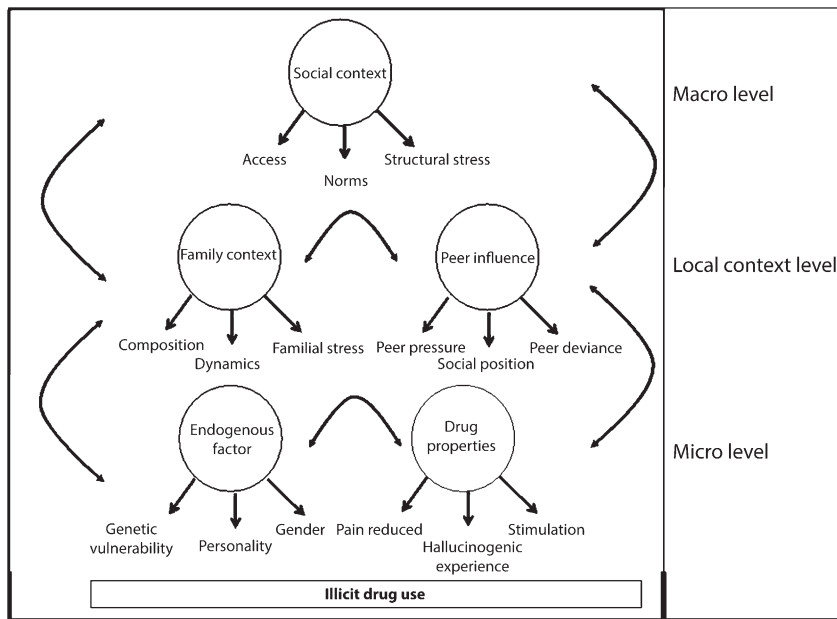 Social context
Macro level
Access
Norms
Structural stress
Family context
Peer influence
Local context level
Composition
Dynamics
Familial stress
Peer pressure
Social position
Peer deviance
Endogenous
factor
Drug
properties
Micro level
Genetic
vulnerability
Personality
Gender
Pain reduced
Hallucinogenic
experience
Stimulation
Illicit drug use